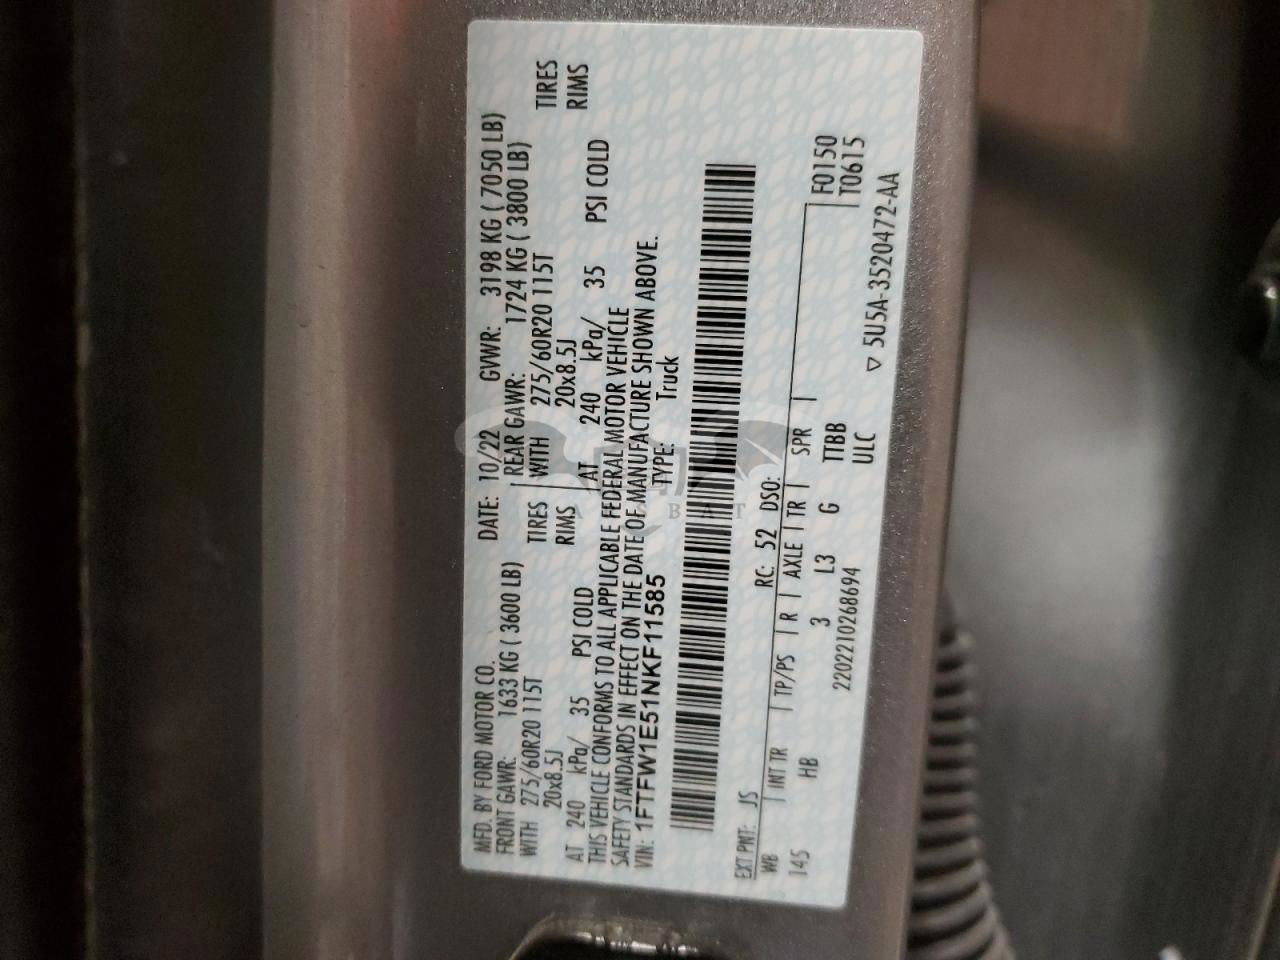 MFD. BY FORD MOTOR CO. DATE: 10/22 GVWR: 3198 KG ( 7050 LB)
FRONT GAWR: 1633 KG ( 3600 LB) REAR GAWR: 1724 KG ( 3800 LB)
WITH 275/60R20 115T TIRES WITH 275/60R20 115T TIRES
20x8.5J RIMS 20x8.5J RIMS
AT 240 kPa/ 35 PSI COLD AT 240 kPa/ 35 PSI COLD
THIS VEHICLE CONFORMS TO ALL APPLICABLE FEDERAL MOTOR VEHICLE
SAFETY STANDARDS IN EFFECT ON THE DATE OF MANUFACTURE SHOWN ABOVE.
VIN: 1FTFW1E51NKF11585 TYPE: Truck
EXT PNT: JS RC: 52 DSO:
WB INT TR TP/PS R AXLE TR SPR F0150
145 HB 3 L3 G TTBB T0615
2202210268694 ULC
▽ 5U5A-3520472-AA